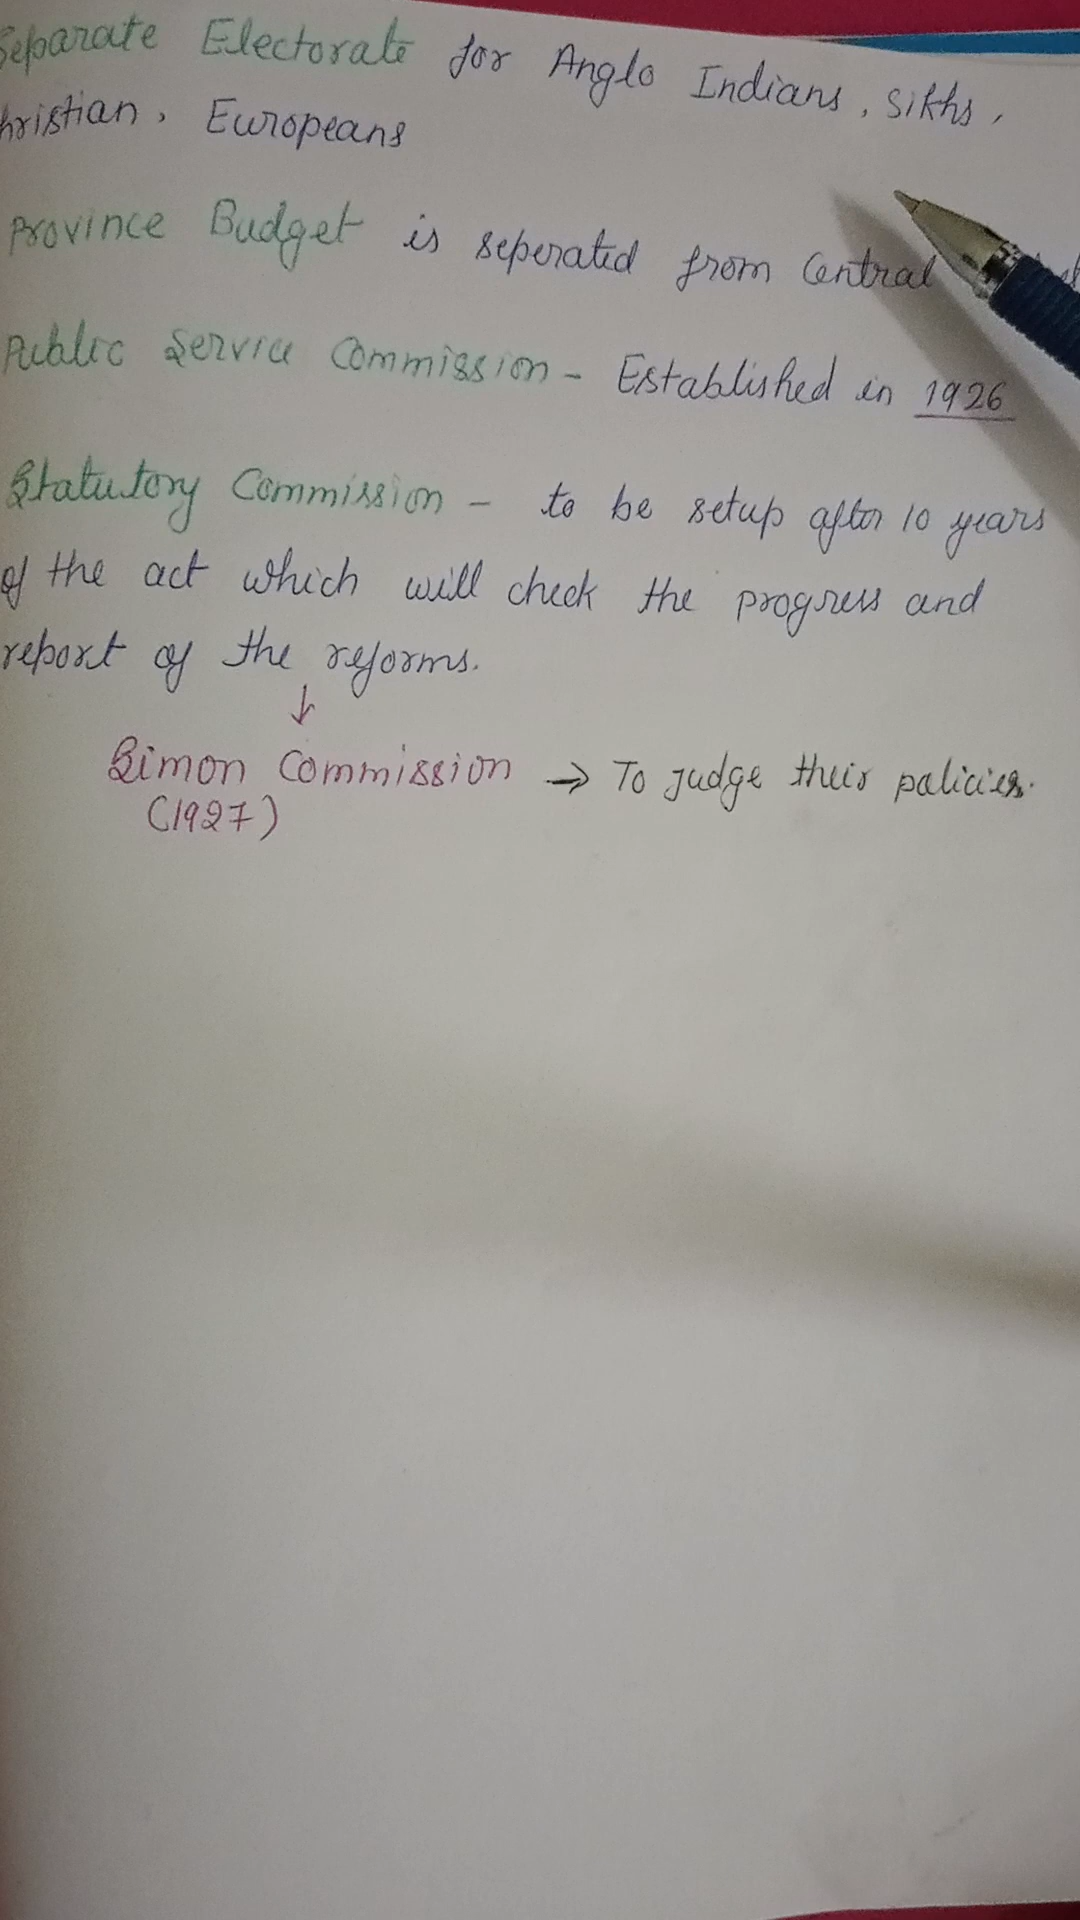 Separate Electorate for Anglo Indians, Sikhs,
hristian, Europeans
Province Budget is seperated from Central
Public Service Commission - Established in 1926
Statutory Commission - to be setup after 10 years
of the act which will check the progress and
report of the reforms.
↓
Simon Commission → To judge their palicies.
(1927)